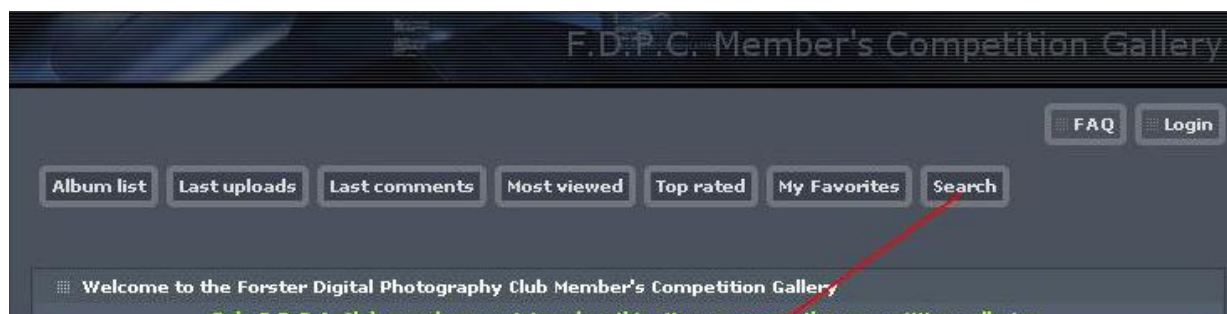 F.D.P.C. Member's Competition Gallery
FAQ Login
Album list Last uploads Last comments Most viewed Top rated My Favorites Search
Welcome to the Forster Digital Photography Club Member's Competition Gallery